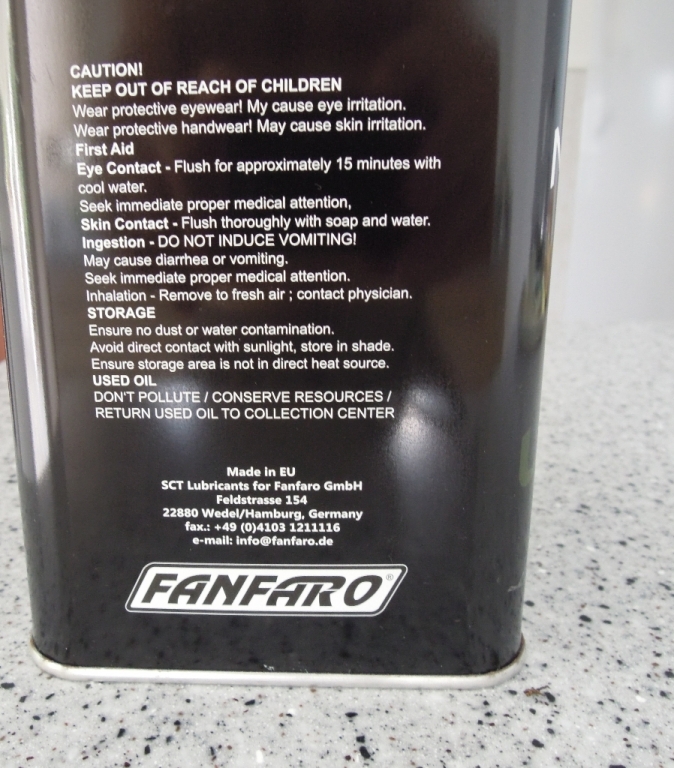 CAUTION!
KEEP OUT OF REACH OF CHILDREN
Wear protective eyewear! My cause eye irritation.
Wear protective handwear! May cause skin irritation.
First Aid
Eye Contact - Flush for approximately 15 minutes with
cool water.
Seek immediate proper medical attention,
Skin Contact - Flush thoroughly with soap and water.
Ingestion - DO NOT INDUCE VOMITING!
May cause diarrhea or vomiting.
Seek immediate proper medical attention.
Inhalation - Remove to fresh air ; contact physician.
STORAGE
Ensure no dust or water contamination.
Avoid direct contact with sunlight, store in shade.
Ensure storage area is not in direct heat source.
USED OIL
DON'T POLLUTE / CONSERVE RESOURCES /
RETURN USED OIL TO COLLECTION CENTER
Made in EU
SCT Lubricants for Fanfaro GmbH
Feldstrasse 154
22880 Wedel/Hamburg, Germany
fax.: +49 (0)4103 1211116
e-mail: info@fanfaro.de
FANFARO®